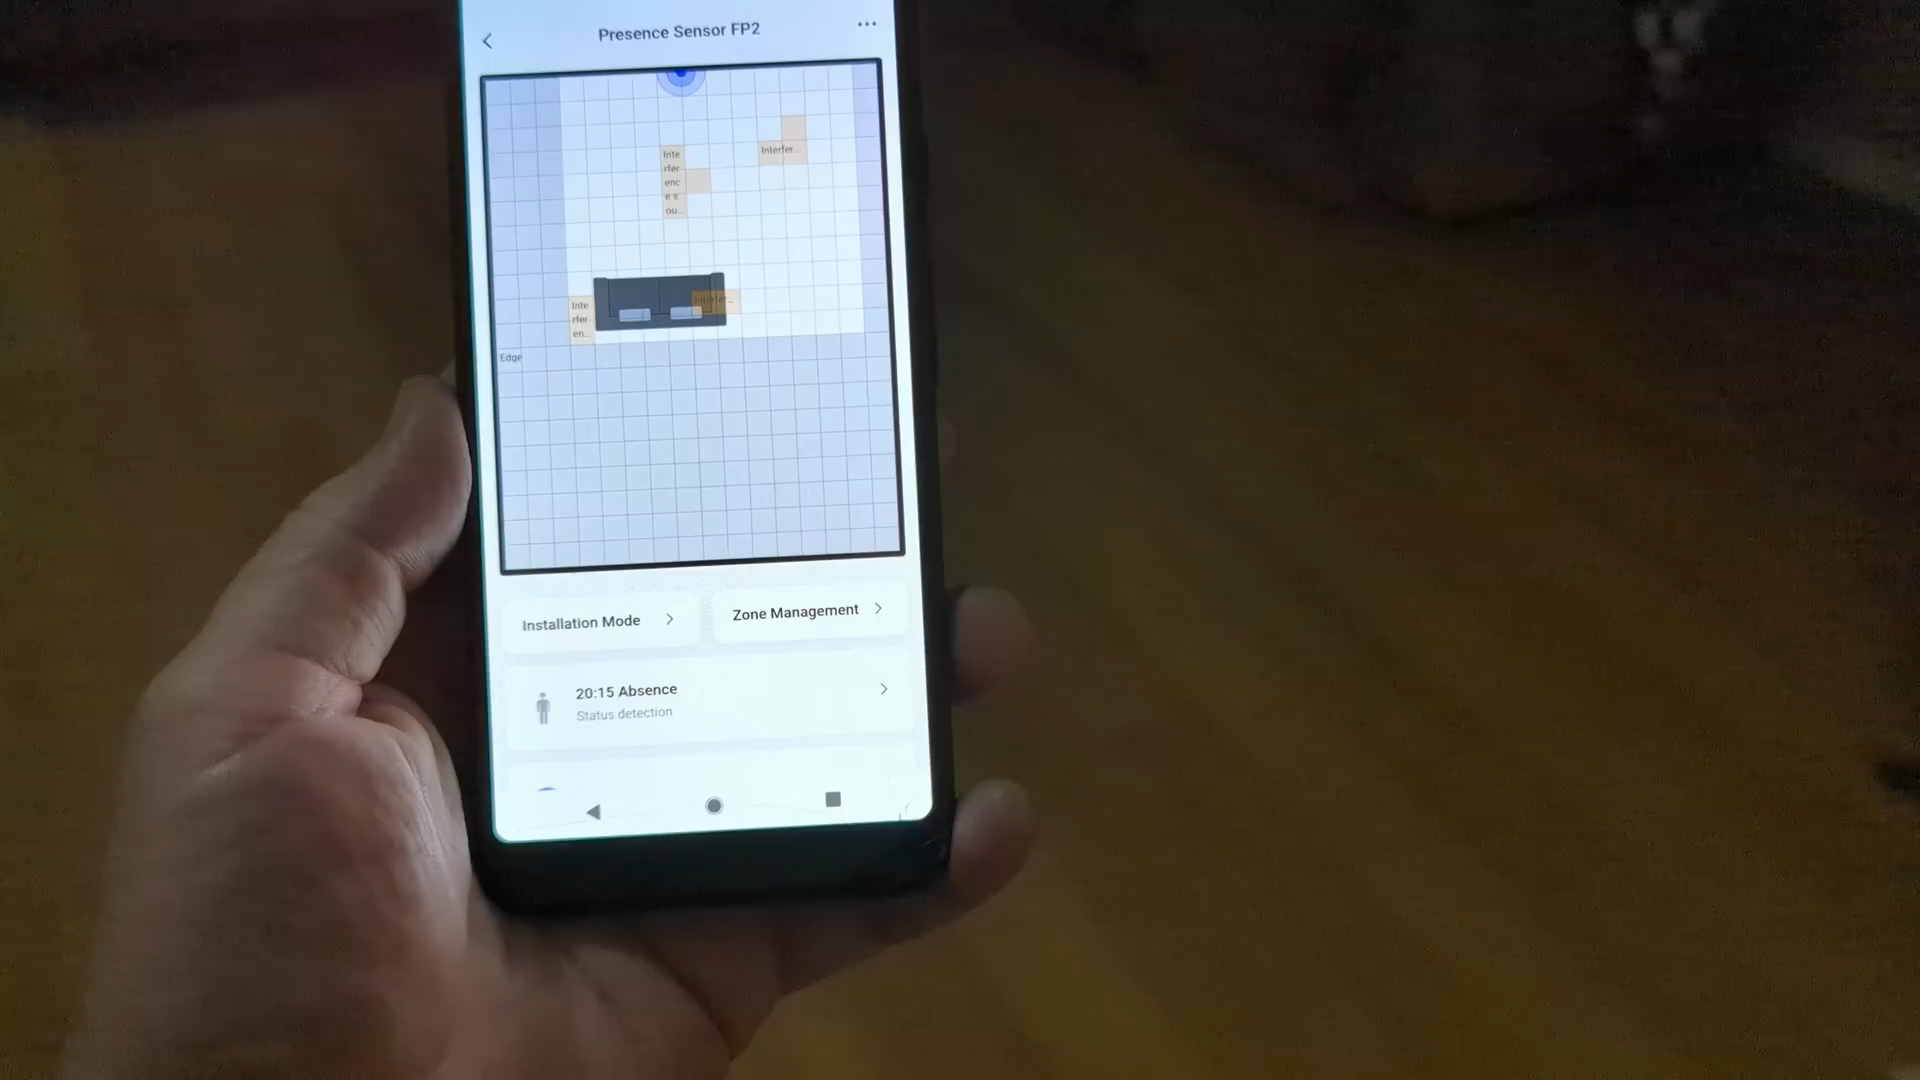 Presence Sensor FP2
Interfer...
Inte
rfer
enc
e s
ou...
Interfer...
Inte
rfer
en...
Edge
Installation Mode
Zone Management
20:15 Absence
Status detection